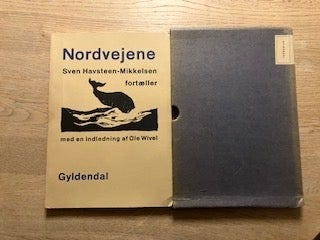 Nordvejene
Sven Havsteen-Mikkelsen
fortæller
med en indledning af Ole Wivel
Gyldendal